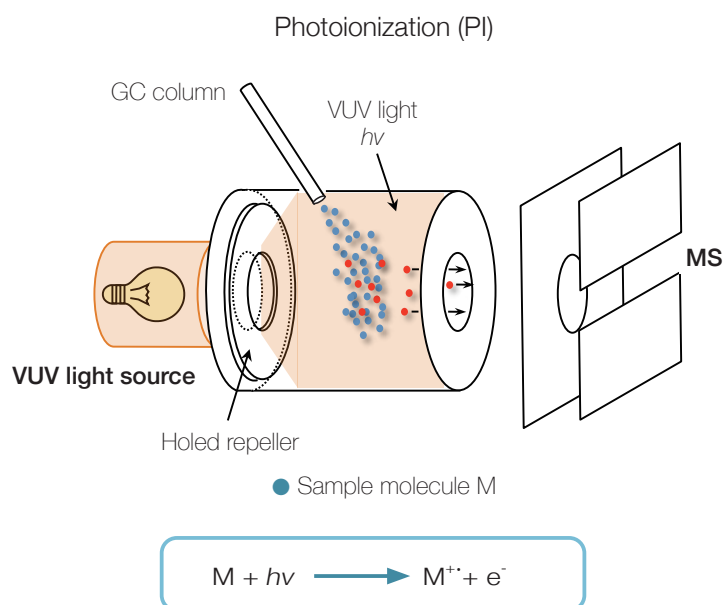 Photoionization (PI)
GC column
VUV light
hv
MS
VUV light source
Holed repeller
Sample molecule M
M + hv → M⁺˙ + e⁻